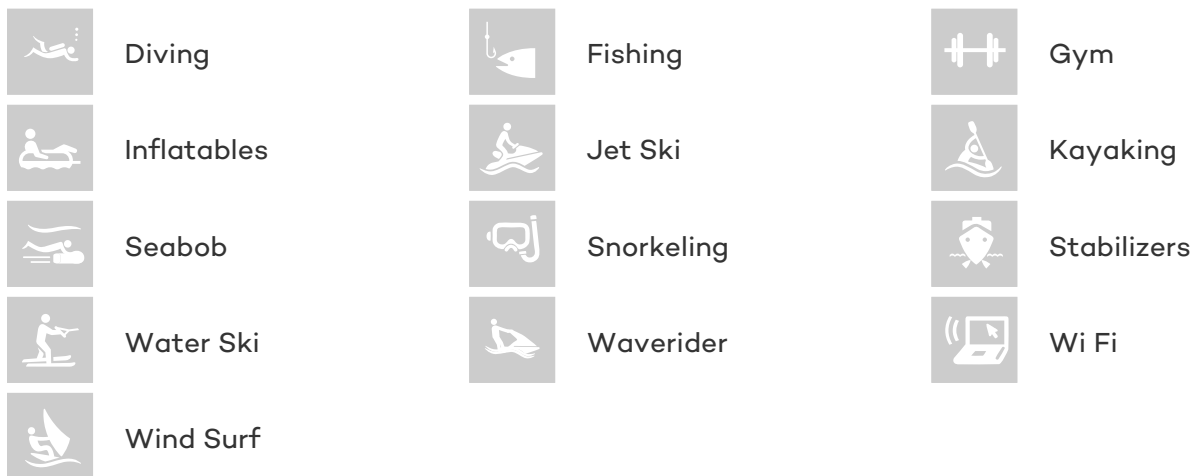 Diving
Fishing
Gym
Inflatables
Jet Ski
Kayaking
Seabob
Snorkeling
Stabilizers
Water Ski
Waverider
Wi Fi
Wind Surf